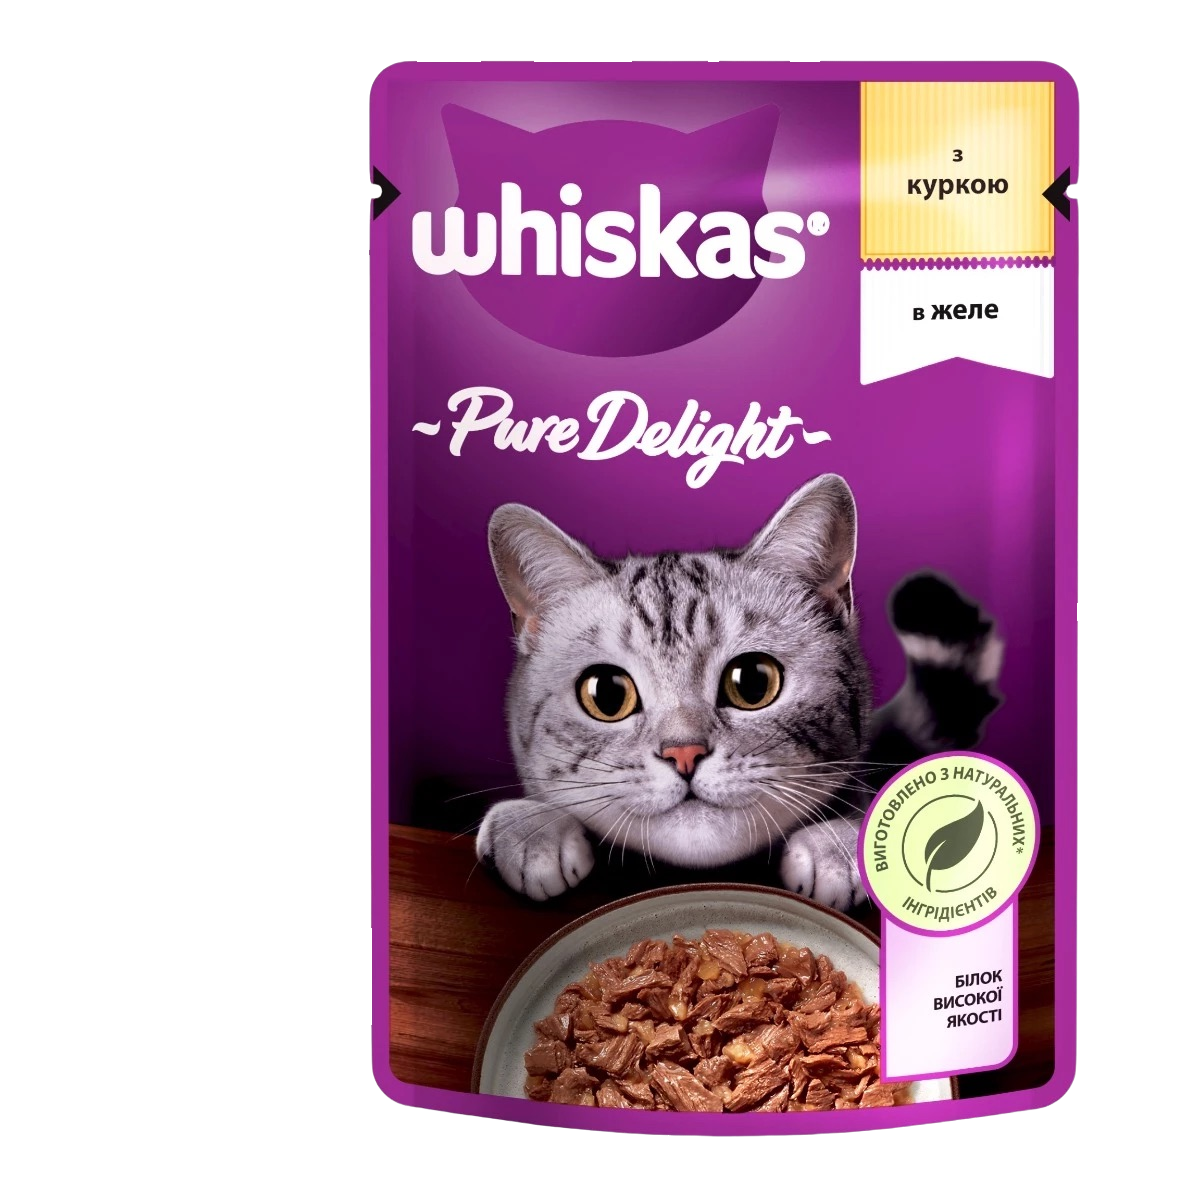 whiskas®
з
куркою
в желе
~Pure Delight~
ВИГОТОВЛЕНО З НАТУРАЛЬНИХ*
ІНГРІДІЄНТІВ
БІЛОК
ВИСОКОЇ
ЯКОСТІ